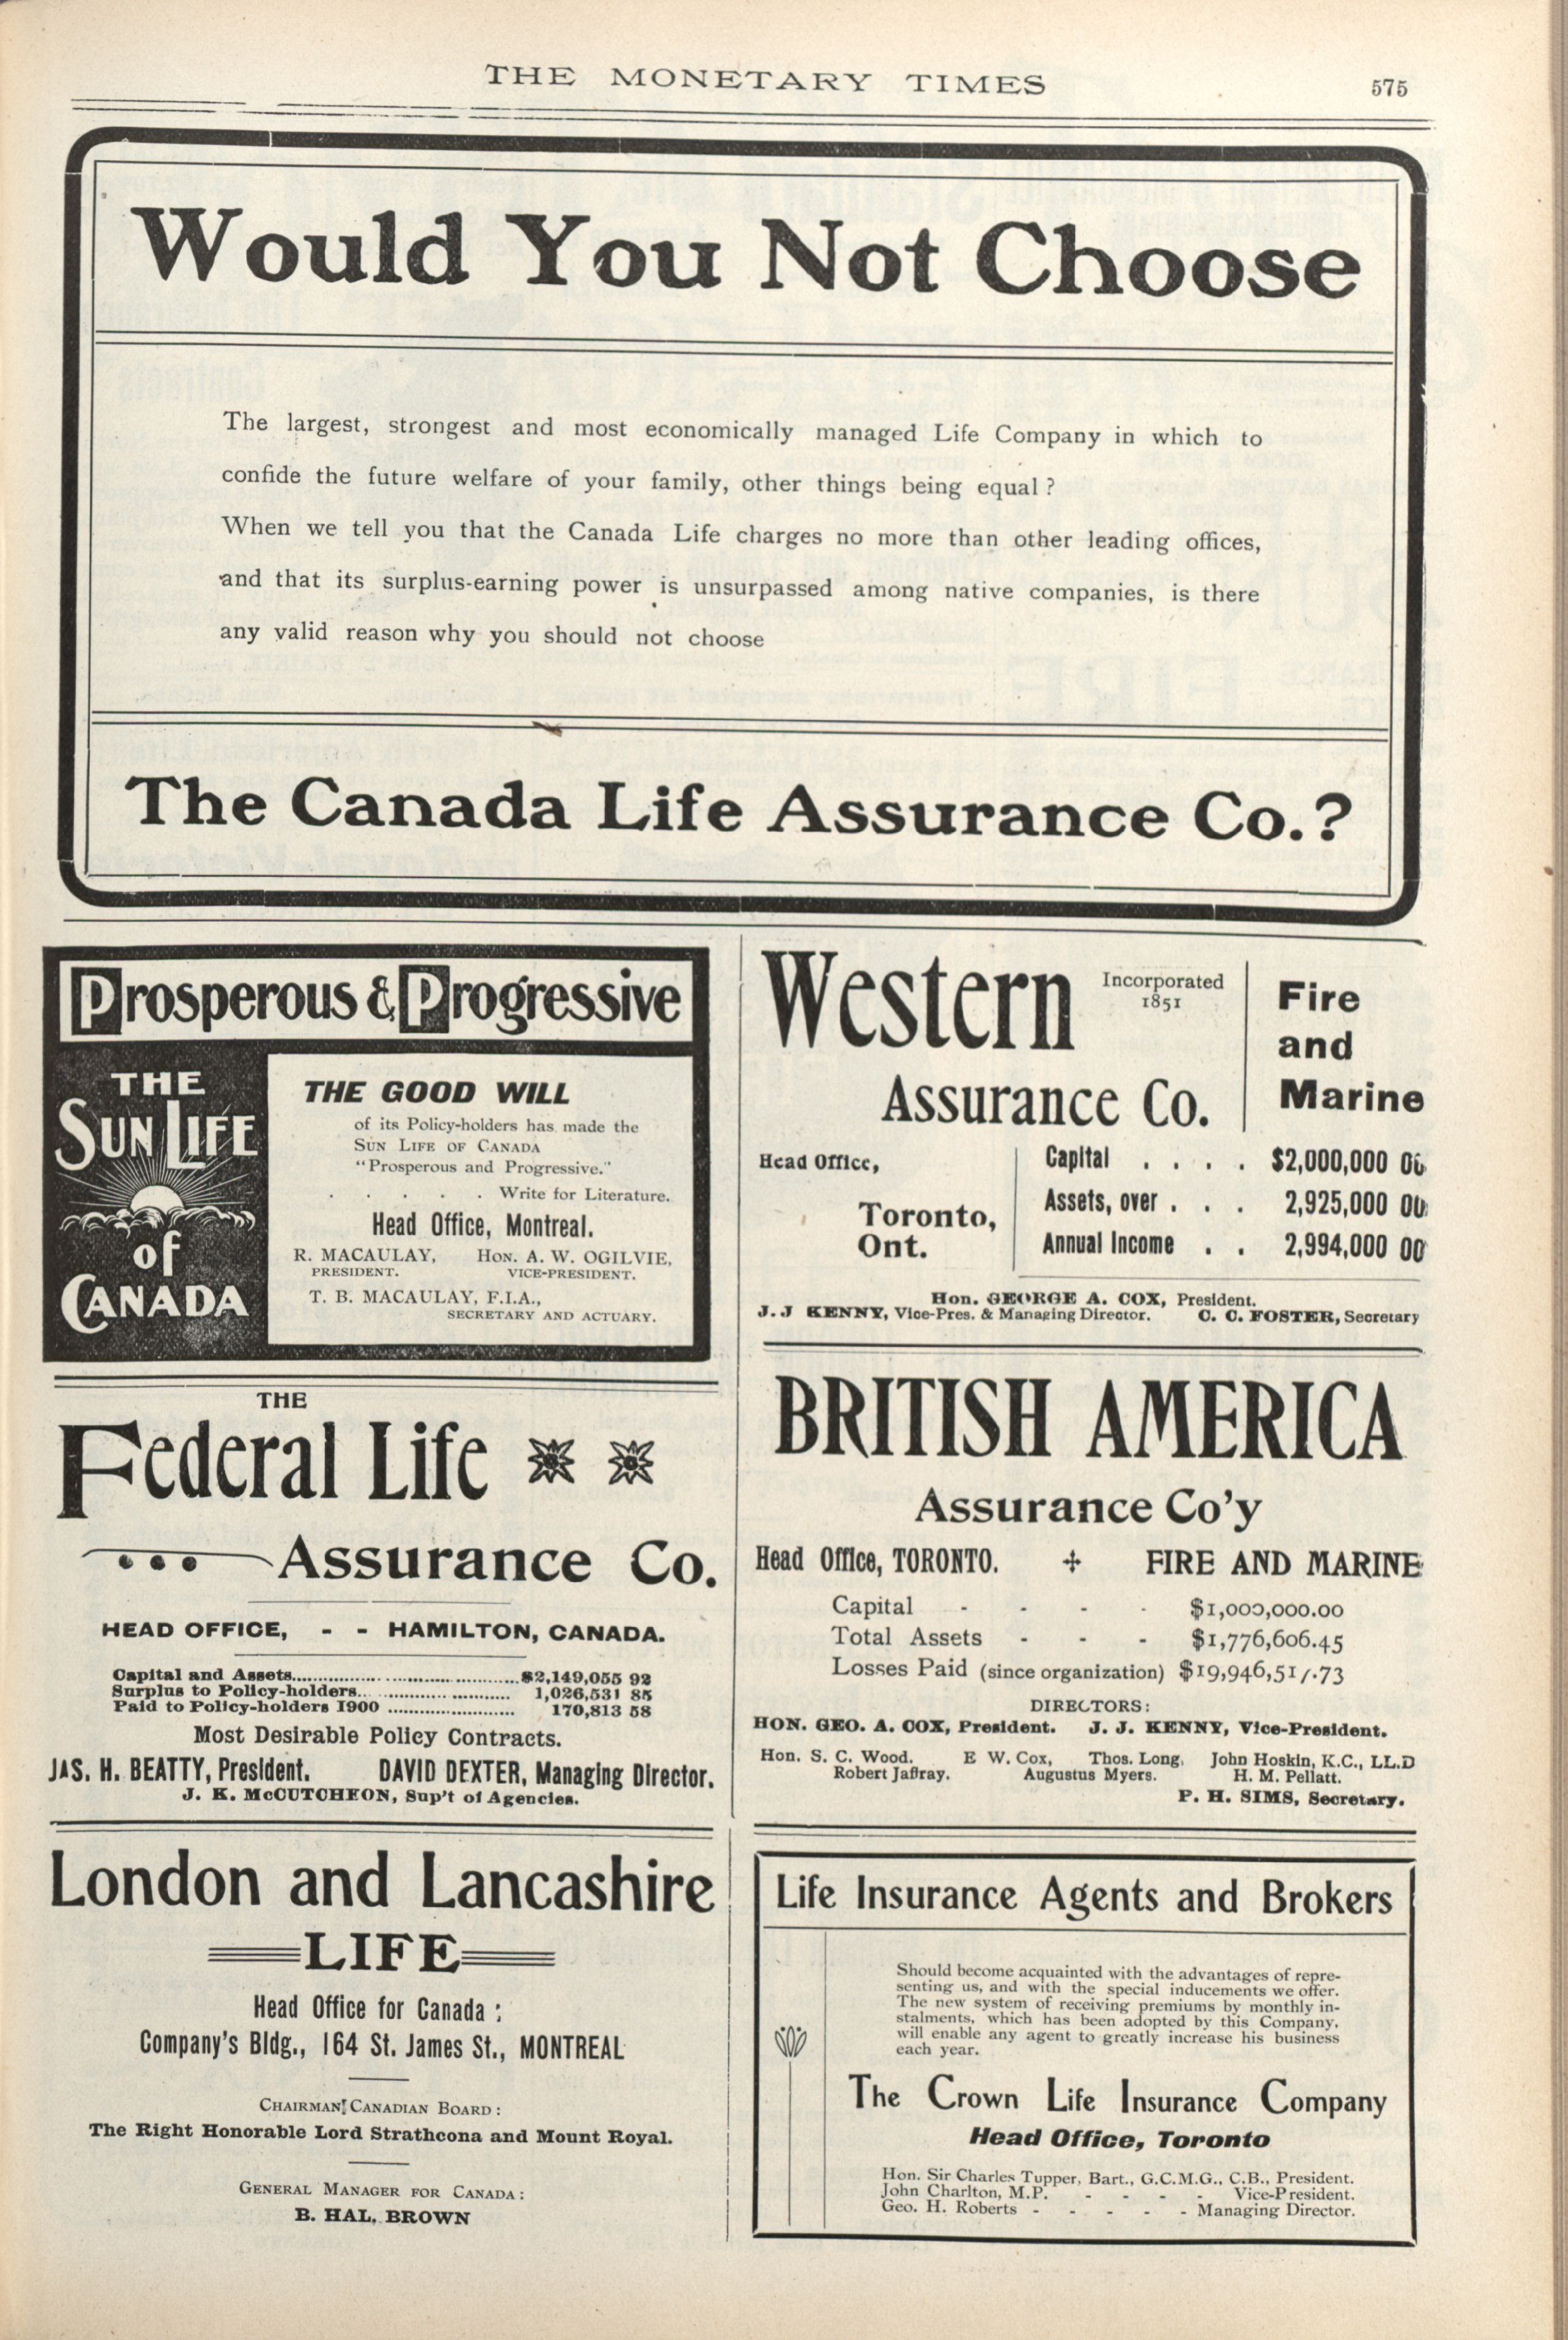 THE MONETARY TIMES 575
Would You Not Choose
The largest, strongest and most economically managed Life Company in which to
confide the future welfare of your family, other things being equal ?
When we tell you that the Canada Life charges no more than other leading offices,
and that its surplus-earning power is unsurpassed among native companies, is there
any valid reason why you should not choose
The Canada Life Assurance Co.?
Prosperous & Progressive
THE
SUN LIFE
of
CANADA
THE GOOD WILL
of its Policy-holders has made the
SUN LIFE OF CANADA
"Prosperous and Progressive."
. . . . . Write for Literature.
Head Office, Montreal.
R. MACAULAY, HON. A. W. OGILVIE,
PRESIDENT. VICE-PRESIDENT.
T. B. MACAULAY, F.I.A.,
SECRETARY AND ACTUARY.
THE
Federal Life
Assurance Co.
HEAD OFFICE, - - HAMILTON, CANADA.
Capital and Assets..............................$2,149,055 92
Surplus to Policy-holders........................ 1,026,531 85
Paid to Policy-holders 1900 ........................ 170,813 58
Most Desirable Policy Contracts.
JAS. H. BEATTY, President. DAVID DEXTER, Managing Director.
J. K. McCUTCHEON, Sup't of Agencies.
London and Lancashire
LIFE
Head Office for Canada :
Company's Bldg., 164 St. James St., MONTREAL
CHAIRMAN CANADIAN BOARD :
The Right Honorable Lord Strathcona and Mount Royal.
GENERAL MANAGER FOR CANADA :
B. HAL. BROWN
Western
Incorporated
1851
Assurance Co.
Fire
and
Marine
Head Office,
Toronto,
Ont.
Capital . . . . $2,000,000 00
Assets, over . . . 2,925,000 00
Annual Income . . 2,994,000 00
Hon. GEORGE A. COX, President.
J. J KENNY, Vice-Pres. & Managing Director. C. C. FOSTER, Secretary
BRITISH AMERICA
Assurance Co'y
Head Office, TORONTO. ✢ FIRE AND MARINE
Capital - - - - $1,000,000.00
Total Assets - - - $1,776,606.45
Losses Paid (since organization) $19,946,517.73
DIRECTORS:
HON. GEO. A. COX, President. J. J. KENNY, Vice-President.
Hon. S. C. Wood. E W. Cox, Thos. Long, John Hoskin, K.C., LL.D
Robert Jaffray. Augustus Myers. H. M. Pellatt.
P. H. SIMS, Secretary.
Life Insurance Agents and Brokers
Should become acquainted with the advantages of repre-
senting us, and with the special inducements we offer.
The new system of receiving premiums by monthly in-
stalments, which has been adopted by this Company,
will enable any agent to greatly increase his business
each year.
The Crown Life Insurance Company
Head Office, Toronto
Hon. Sir Charles Tupper, Bart., G.C.M.G., C.B., President.
John Charlton, M.P. - - - - Vice-President.
Geo. H. Roberts - - - - - Managing Director.